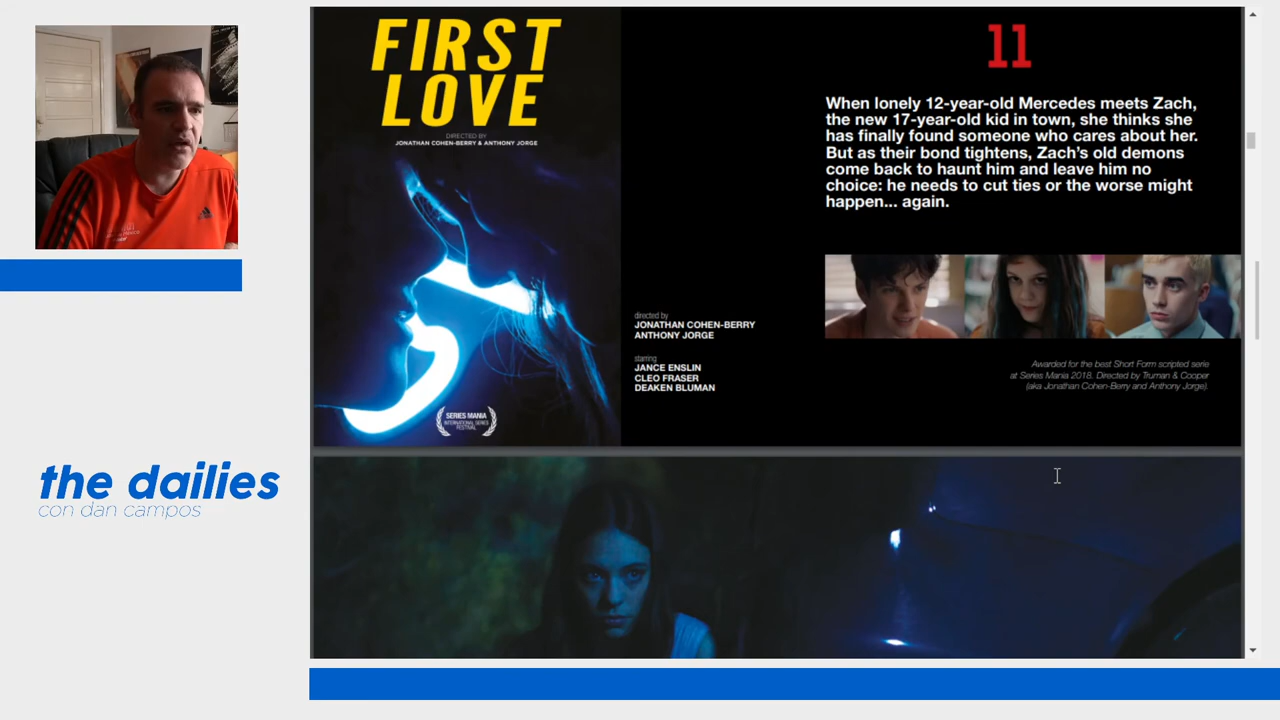 FIRST
LOVE
DIRECTED BY
JONATHAN COHEN-BERRY & ANTHONY JORGE
SERIES MANIA
INTERNATIONAL SERIES
FESTIVAL
directed by
JONATHAN COHEN-BERRY
ANTHONY JORGE
starring
JANCE ENSLIN
CLEO FRASER
DEAKEN BLUMAN
11
When lonely 12-year-old Mercedes meets Zach,
the new 17-year-old kid in town, she thinks she
has finally found someone who cares about her.
But as their bond tightens, Zach's old demons
come back to haunt him and leave him no
choice: he needs to cut ties or the worse might
happen... again.
Awarded for the best Short Form scripted serie
at Series Mania 2018. Directed by Truman & Cooper
(aka Jonathan Cohen-Berry and Anthony Jorge).
the dailies
con dan campos